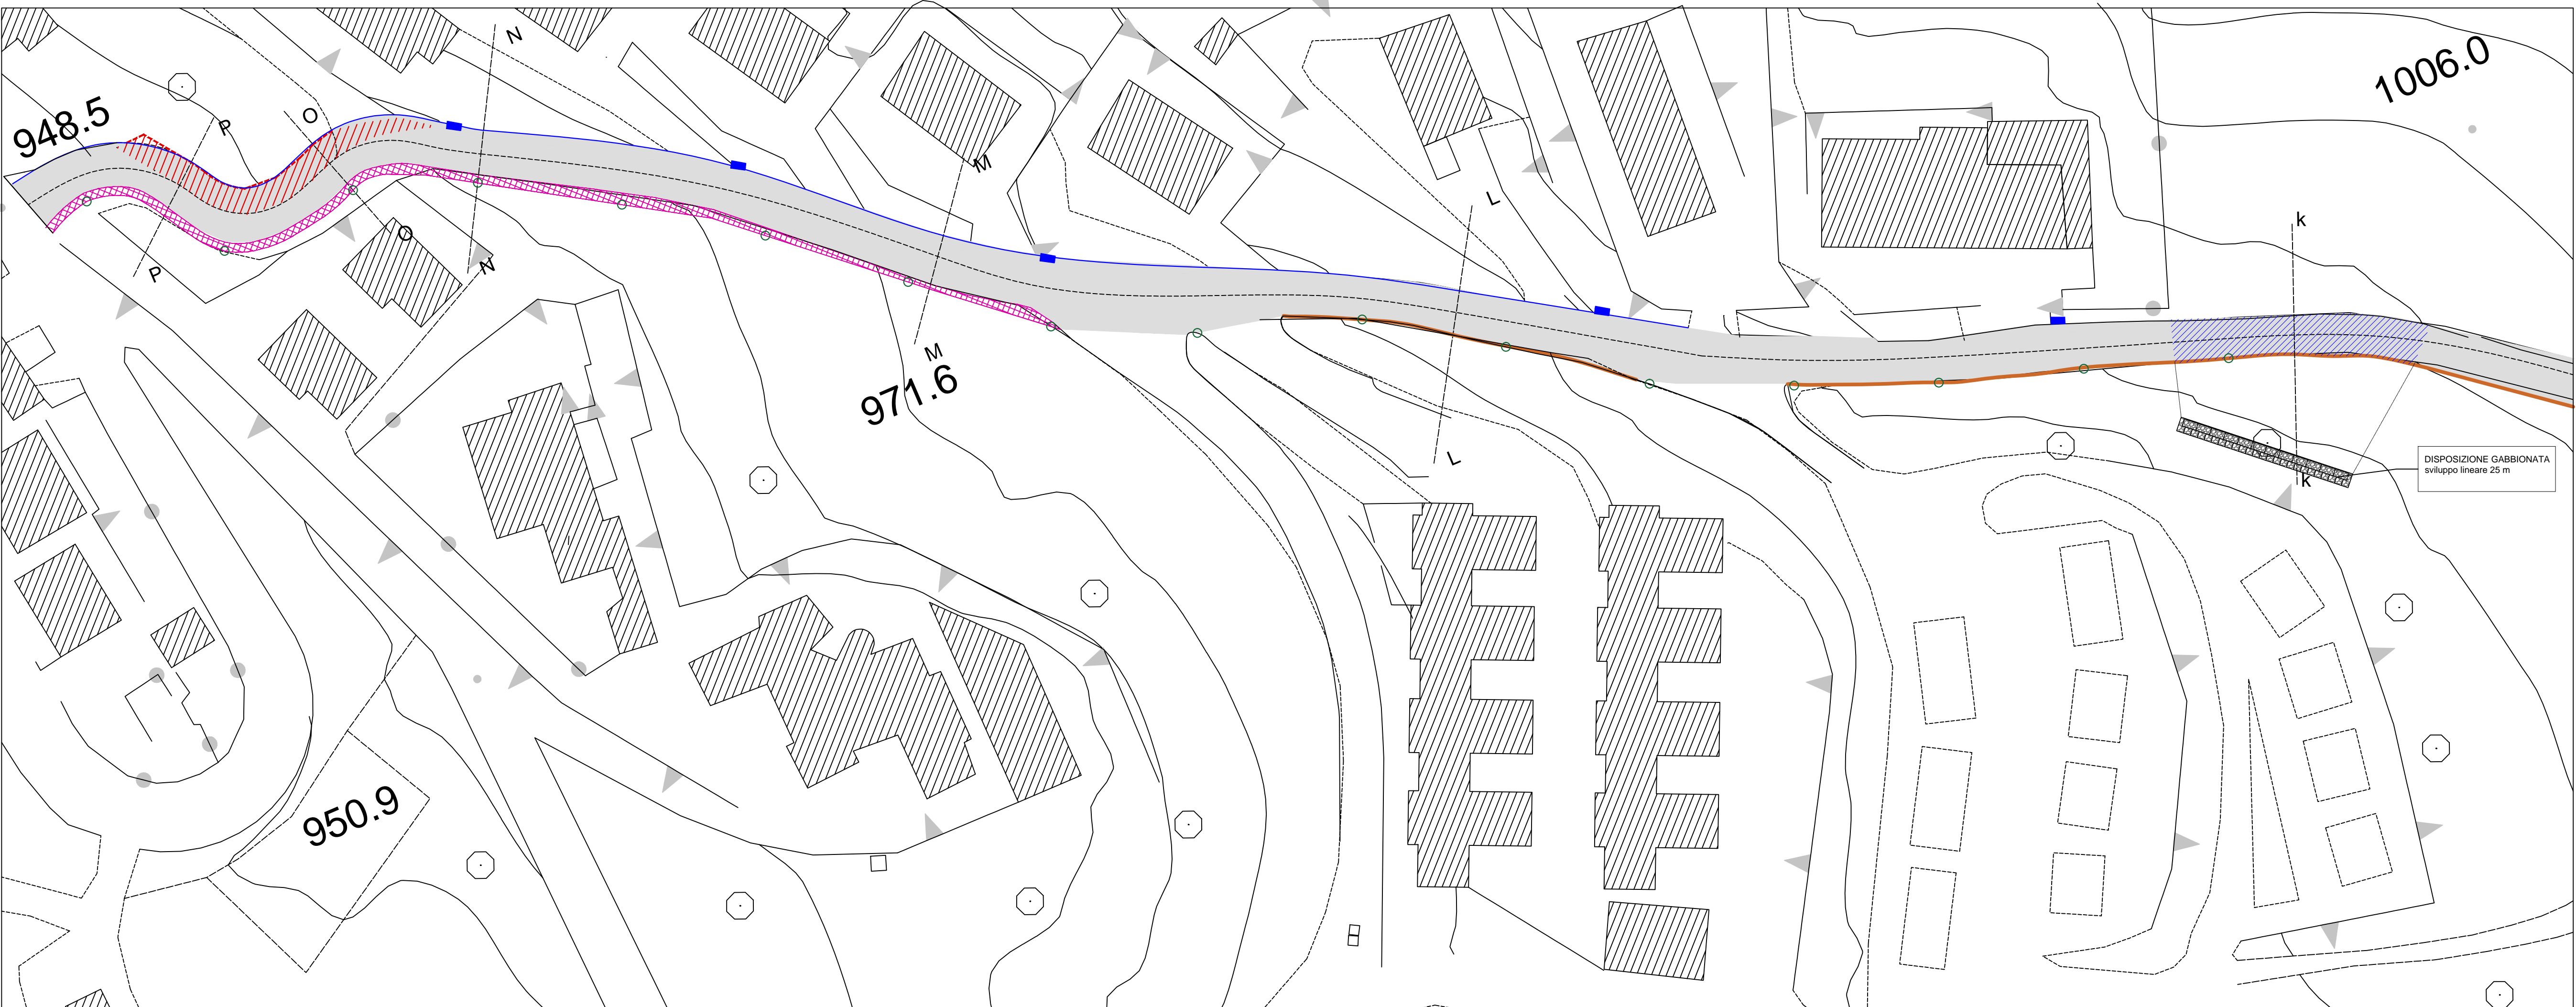 N
1006.0
948.5
P
O
M
L
k
O
P
N
M
971.6
L
DISPOSIZIONE GABBIONATA
sviluppo lineare 25 m
k
950.9